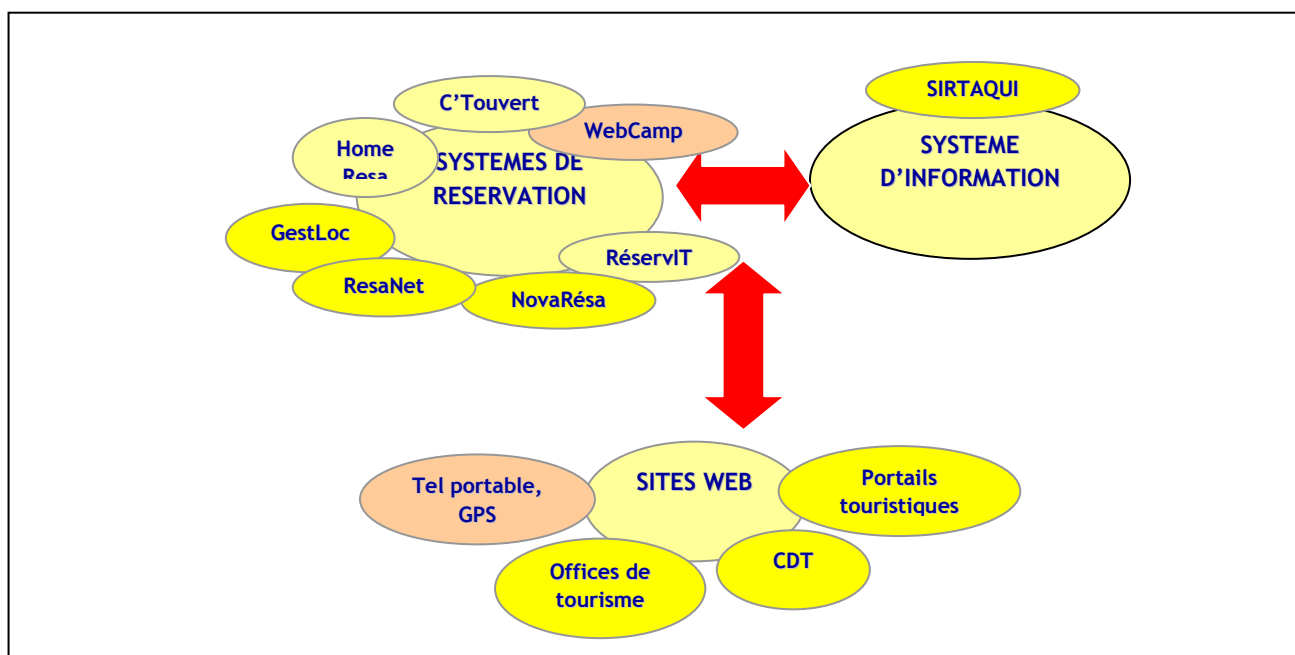 C'Touvert
WebCamp
Home
Resa
SYSTEMES DE
RESERVATION
GestLoc
ResaNet
NovaRésa
RéservIT
SIRTAQUI
SYSTEME
D'INFORMATION
SITES WEB
Tel portable,
GPS
Portails
touristiques
Offices de
tourisme
CDT